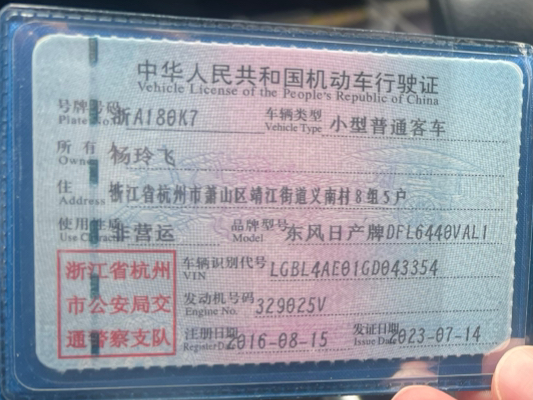 中华人民共和国机动车行驶证
Vehicle License of the People's Republic of China
号牌号码 浙A180K7 车辆类型 小型普通客车
Plate No. Vehicle Type
所有人 杨玲飞
Owner
住址 浙江省杭州市萧山区靖江街道义南村8组5户
Address
使用性质 非营运 品牌型号 东风日产牌DFL6440VAL1
Use Character Model
浙江省杭州 车辆识别代号 LGBL4AE01GD043354
VIN
市公安局交 发动机号码 329025V
Engine No.
通警察支队 注册日期 2016-08-15 发证日期 2023-07-14
Register Date Issue Date